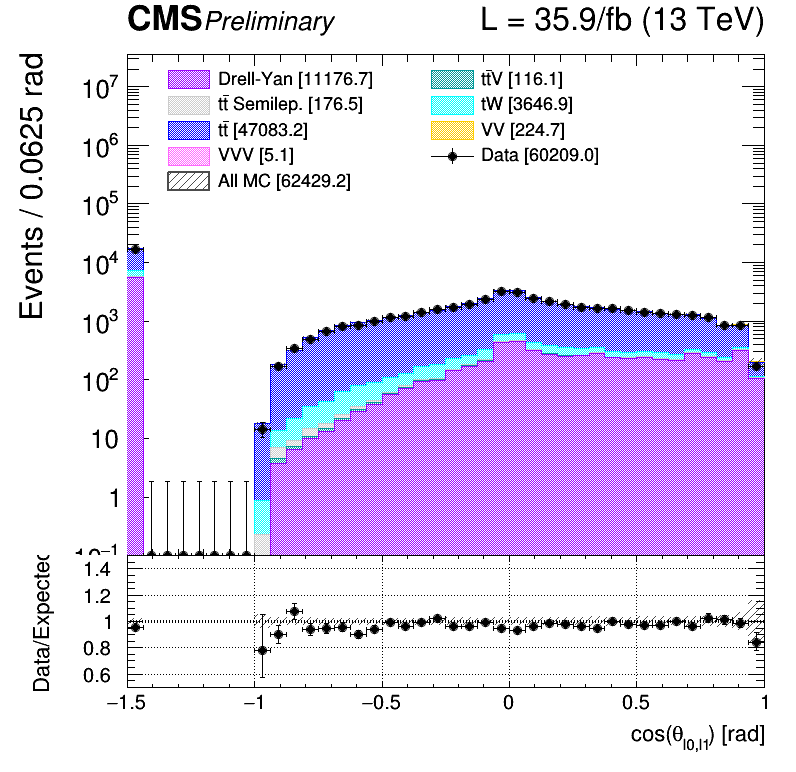 CMS Preliminary L = 35.9/fb (13 TeV)
Events / 0.0625 rad
10⁷
10⁶
10⁵
10⁴
10³
10²
10
1
10⁻¹
Drell-Yan [11176.7]
tt̄ Semilep. [176.5]
tt̄ [47083.2]
VVV [5.1]
All MC [62429.2]
tt̄V [116.1]
tW [3646.9]
VV [224.7]
Data [60209.0]
Data/Expected
1.4
1.2
1
0.8
0.6
−1.5 −1 −0.5 0 0.5 1
cos(θ_l0,l1) [rad]